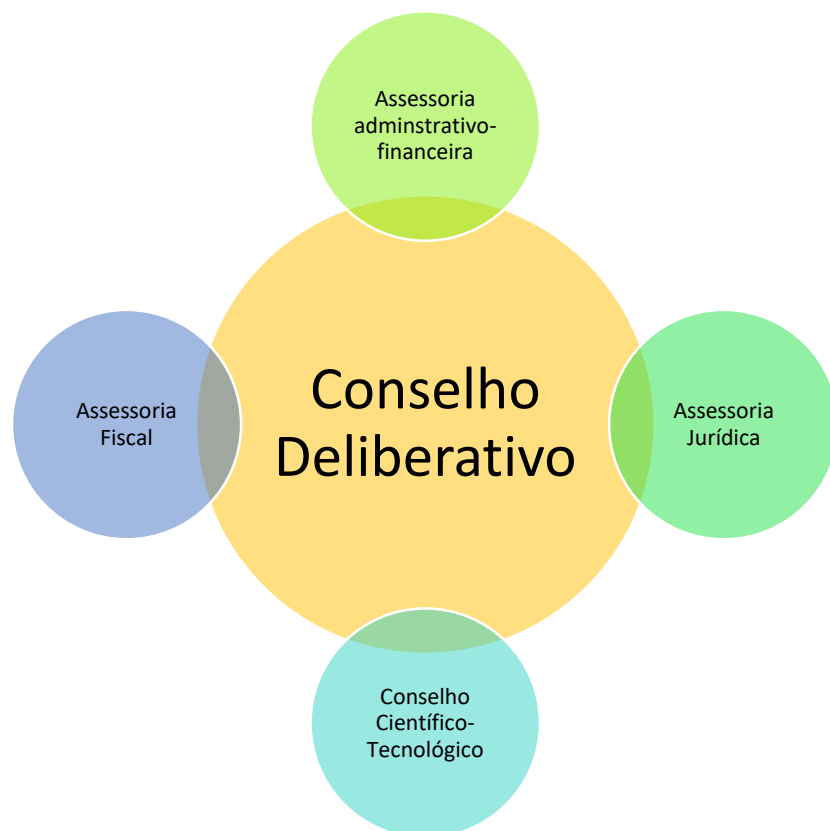 Assessoria
adminstrativo-
financeira
Assessoria
Fiscal
Conselho
Deliberativo
Assessoria
Jurídica
Conselho
Científico-
Tecnológico